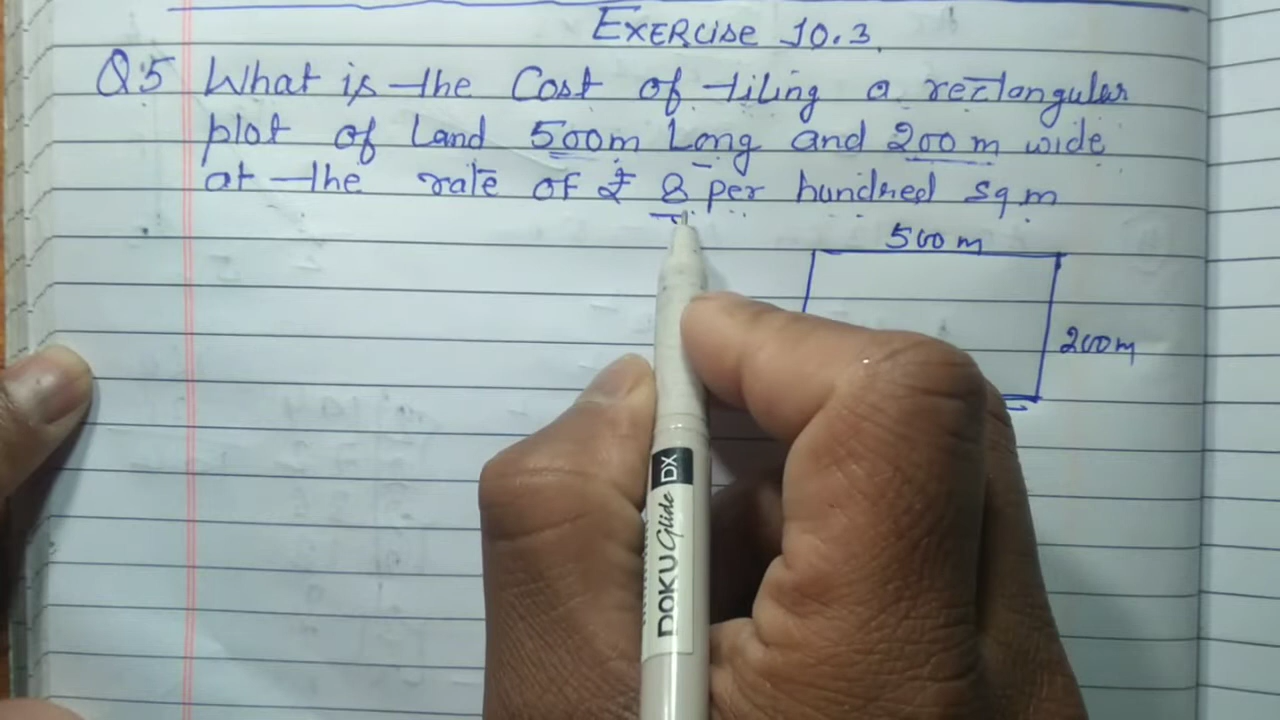 EXERCISE 10.3
Q.5 What is the Cost of tiling a rectangular
plot of Land 500m Long and 200 m wide
at the rate of ₹ 8 per hundred sq m
500 m
200m
DOKU Glide DX